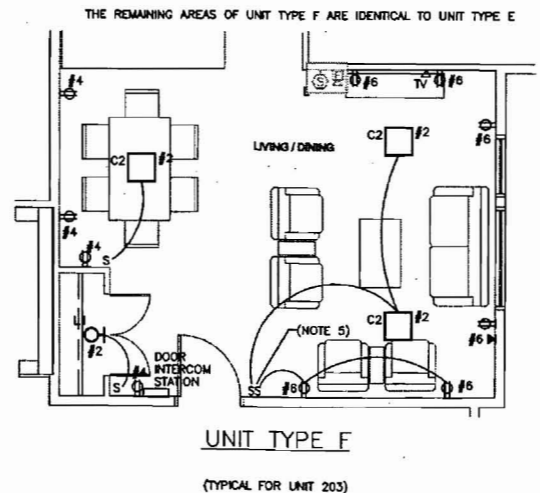 THE REMAINING AREAS OF UNIT TYPE F ARE IDENTICAL TO UNIT TYPE E
#4
S
#6
TV
#6
LIVING/DINING
C2
#2
C2
#2
#6
#4
#4
S
C2
#2
#6
(NOTE 5)
#2
DOOR
INTERCOM
STATION
S
SS
#6
#6
UNIT TYPE F
(TYPICAL FOR UNIT 203)